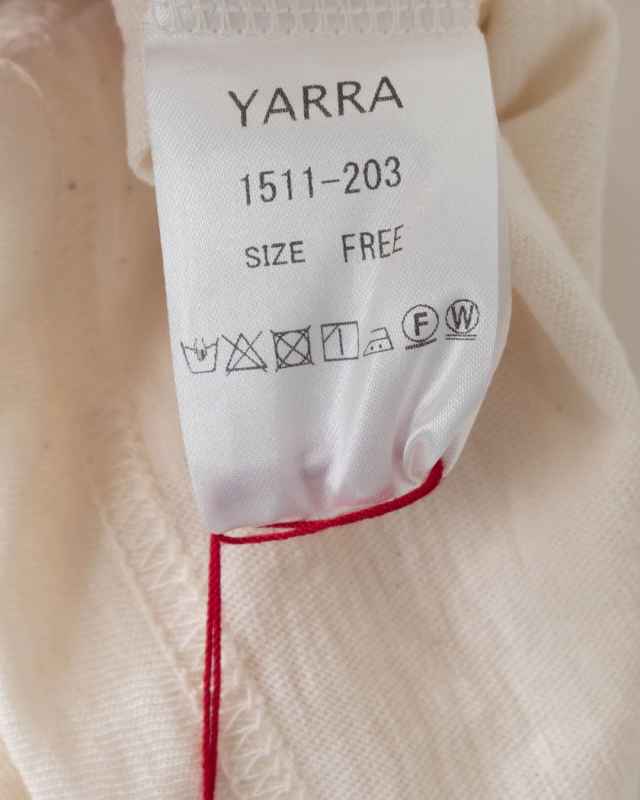 YARRA
1511-203
SIZE FREE
F W